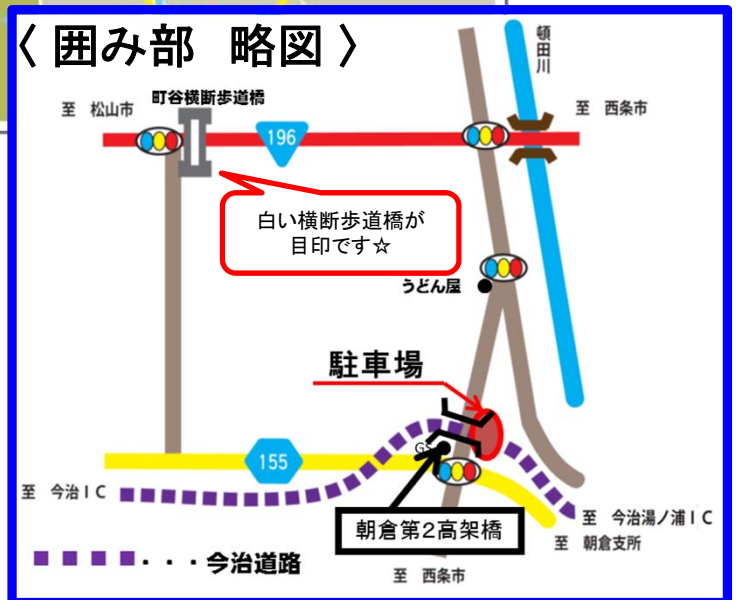 〈 囲み部　略図 〉
頓田川
至　松山市
町谷横断歩道橋
至　西条市
196
白い横断歩道橋が
目印です☆
うどん屋
駐車場
GS
155
至　今治ＩＣ
朝倉第2高架橋
至　今治湯ノ浦ＩＣ
至　朝倉支所
・・・今治道路
至　西条市